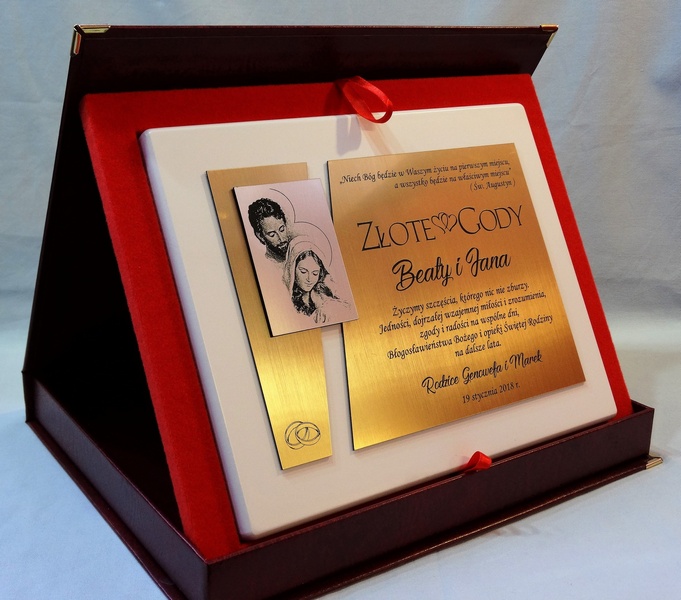 „Niech Bóg będzie w Waszym życiu na pierwszym miejscu,
a wszystko będzie na właściwym miejscu"
( Św. Augustyn )
ZŁOTE GODY
Beaty i Jana
Życzymy szczęścia, którego nic nie zburzy.
Jedności, dojrzałej wzajemnej miłości i zrozumienia,
zgody i radości na wspólne dni,
Błogosławieństwa Bożego i opieki Świętej Rodziny
na dalsze lata.
Rodzice Genowefa i Marek
19 stycznia 2018 r.